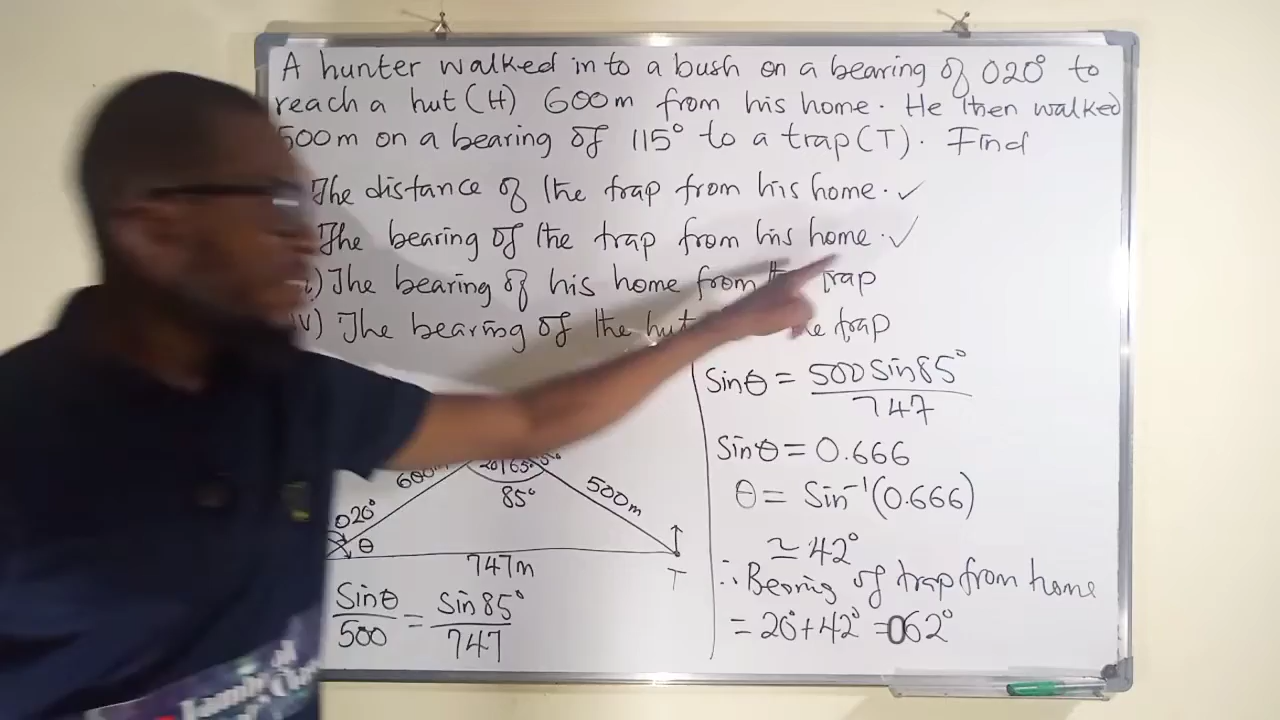 A hunter walked into a bush on a bearing of 020° to
reach a hut (H) 600m from his home. He then walked
500m on a bearing of 115° to a trap (T). Find
The distance of the trap from his home. ✓
The bearing of the trap from his home. ✓
) The bearing of his home from trap
iv) The bearing of the hut trap
600m
85°
500m
020°
θ
747m
T
Sinθ/500 = Sin85°/747
Sinθ = 500Sin85°/747
Sinθ = 0.666
θ = Sin⁻¹(0.666)
≃ 42°
∴ Bearing of trap from home
= 20° + 42° = 062°